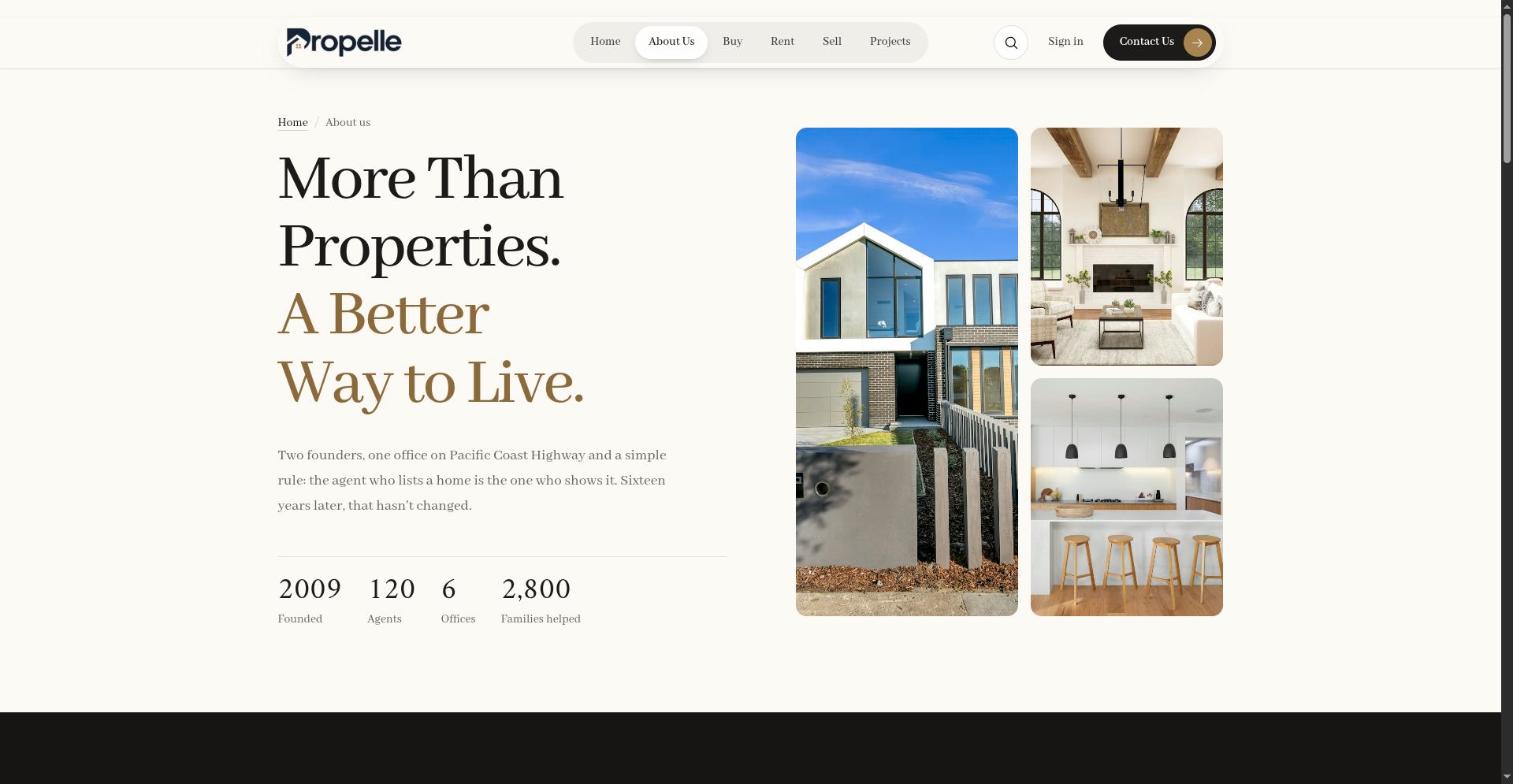 Propelle
Home
About Us
Buy
Rent
Sell
Projects
Sign in
Contact Us
Home / About us
More Than
Properties.
A Better
Way to Live.
Two founders, one office on Pacific Coast Highway and a simple
rule: the agent who lists a home is the one who shows it. Sixteen
years later, that hasn't changed.
2009
Founded
120
Agents
6
Offices
2,800
Families helped